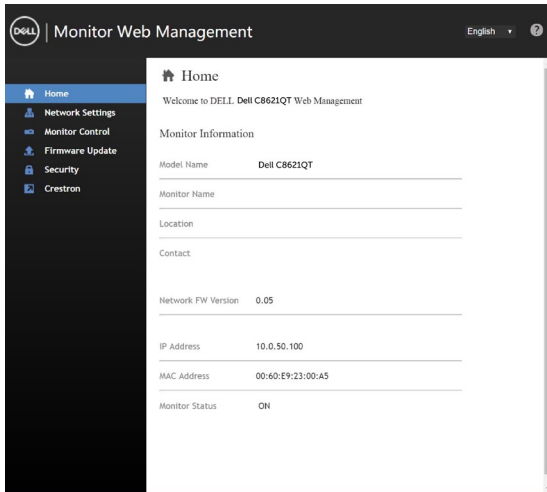 DELL | Monitor Web Management
English ▼ ?
Home
Network Settings
Monitor Control
Firmware Update
Security
Crestron
Home
Welcome to DELL Dell C8621QT Web Management
Monitor Information
Model Name Dell C8621QT
Monitor Name
Location
Contact
Network FW Version 0.05
IP Address 10.0.50.100
MAC Address 00:60:E9:23:00:A5
Monitor Status ON